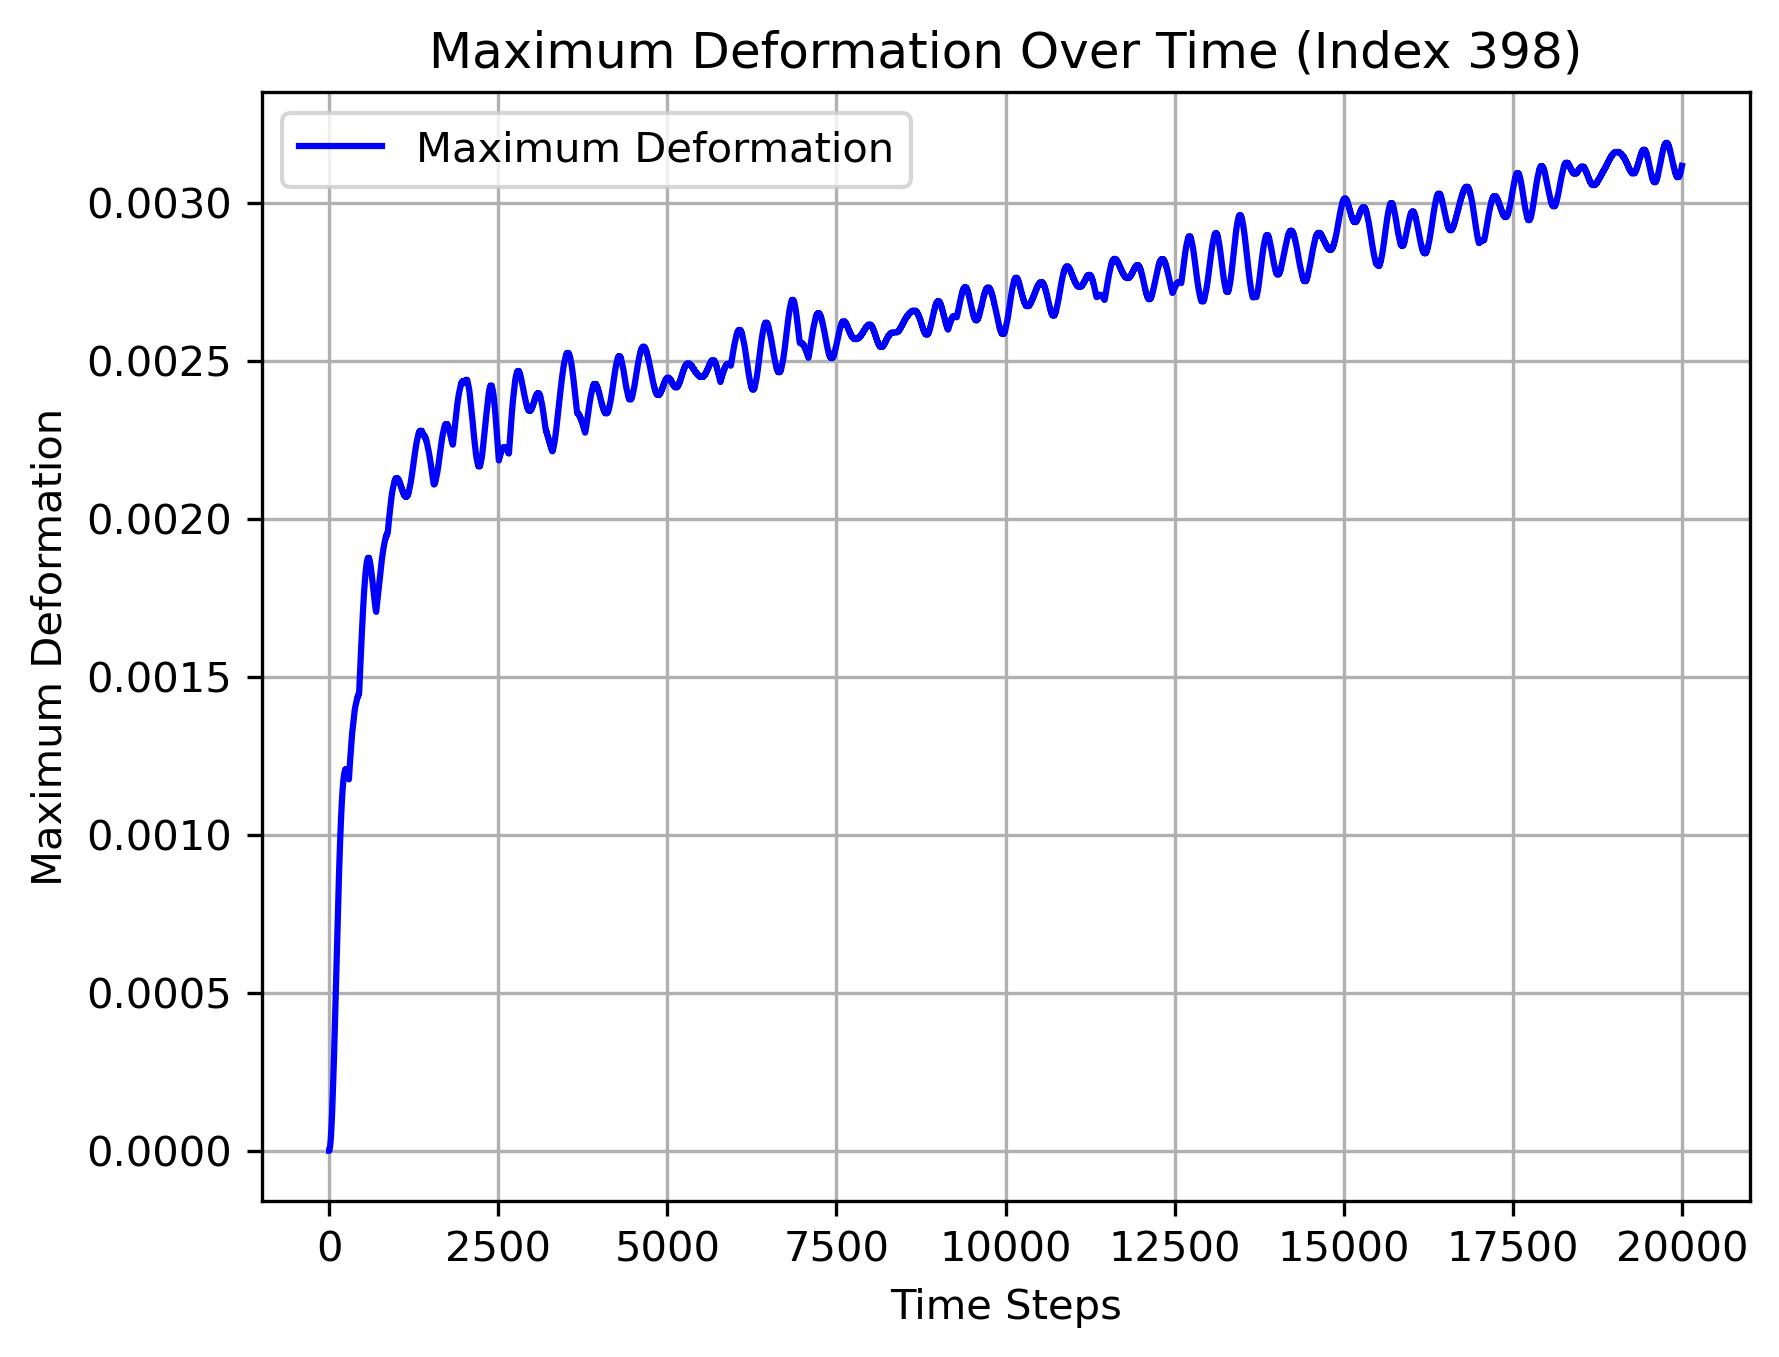 Maximum Deformation Over Time (Index 398)
Maximum Deformation
0.0030
0.0025
0.0020
0.0015
0.0010
0.0005
0.0000
Maximum Deformation
0 2500 5000 7500 10000 12500 15000 17500 20000
Time Steps